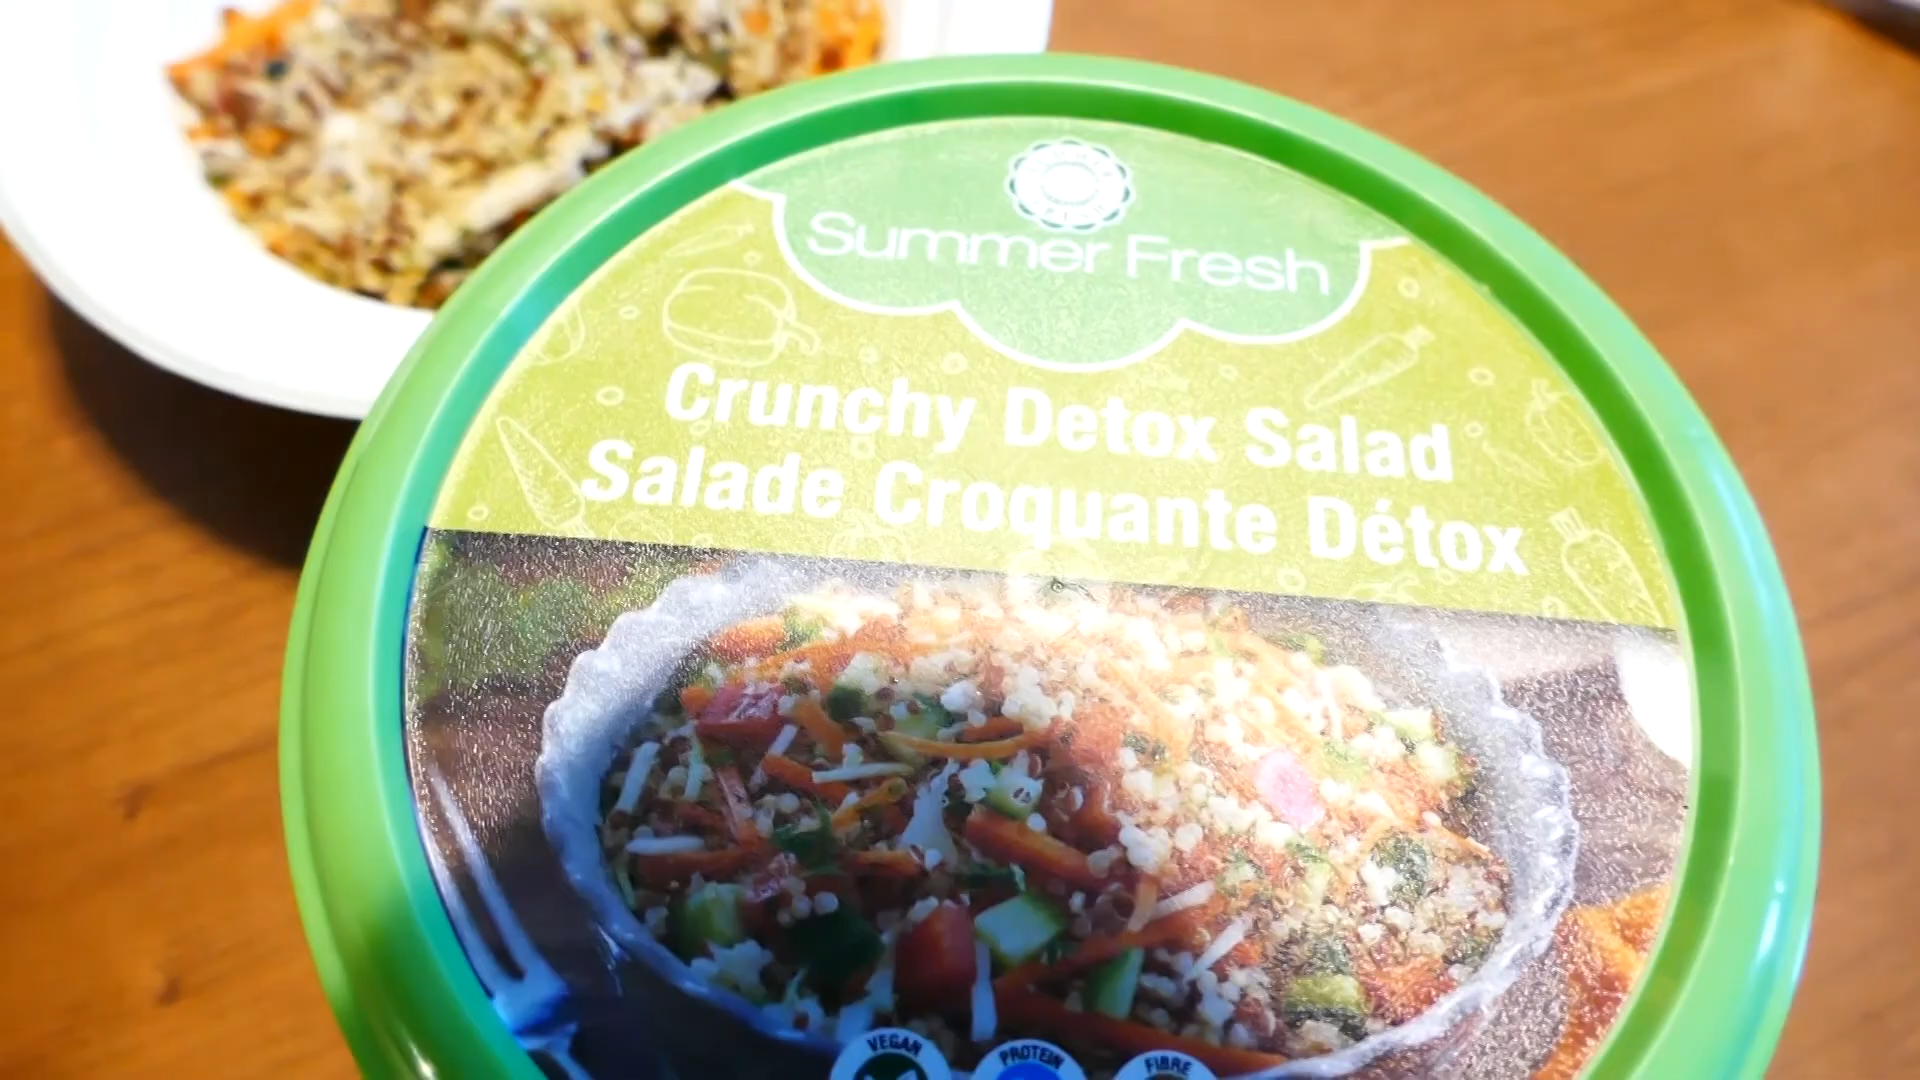 Summer Fresh
Crunchy Detox Salad
Salade Croquante Détox
VEGAN
PROTEIN
FIBRE